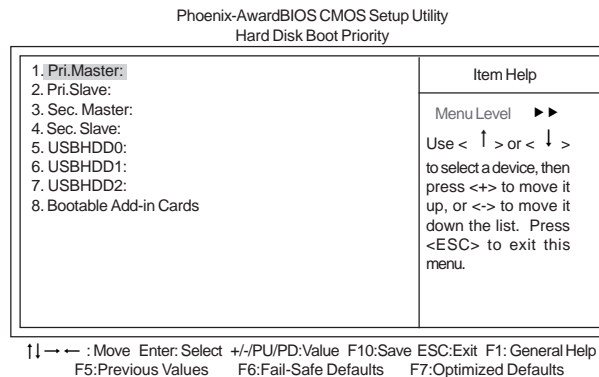 Phoenix-AwardBIOS CMOS Setup Utility
Hard Disk Boot Priority
1. Pri.Master:
2. Pri.Slave:
3. Sec. Master:
4. Sec. Slave:
5. USBHDD0:
6. USBHDD1:
7. USBHDD2:
8. Bootable Add-in Cards
Item Help
Menu Level ►►
Use < ↑ > or < ↓ >
to select a device, then
press <+> to move it
up, or <-> to move it
down the list. Press
<ESC> to exit this
menu.
↑↓→← : Move Enter: Select +/-/PU/PD:Value F10:Save ESC:Exit F1: General Help
F5:Previous Values F6:Fail-Safe Defaults F7:Optimized Defaults